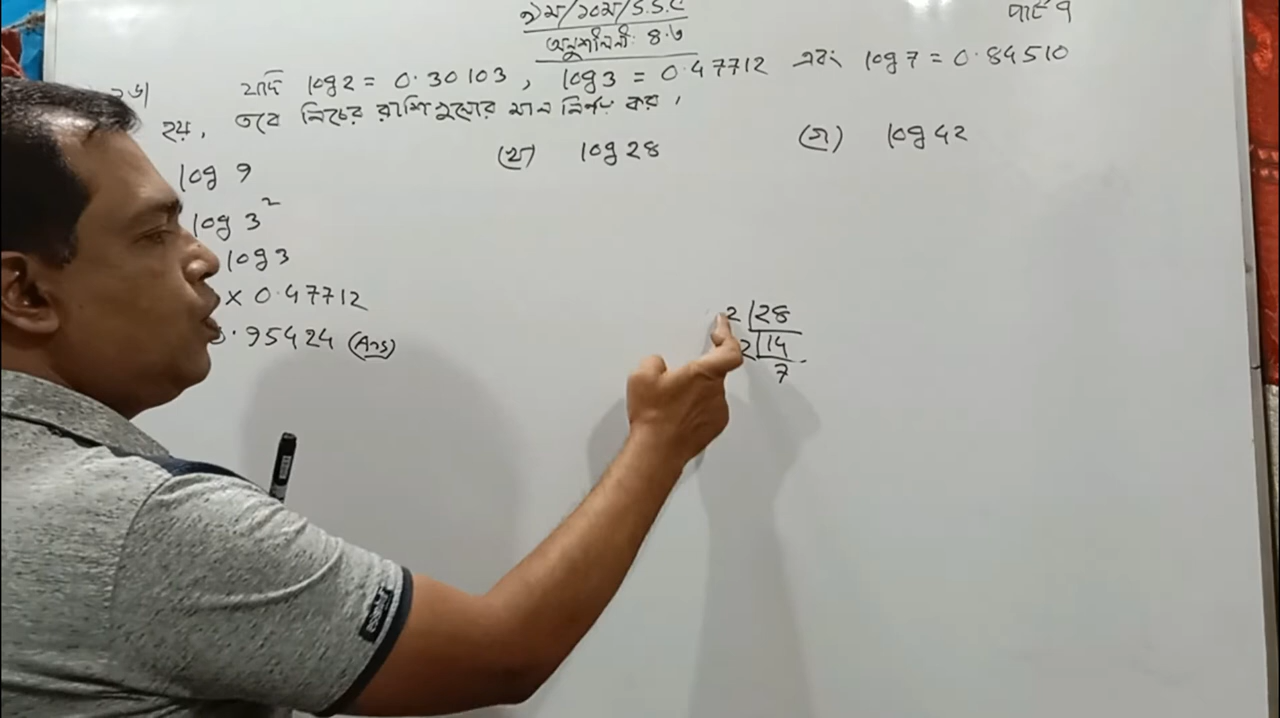 ৯ম/১০ম/S.S.C
পার্ট ৭
অনুশীলনী: ৪.৩
যদি log2 = 0.30103, log3 = 0.47712 এবং log7 = 0.84510
হয়, তবে নিচের রাশিগুলোর মান নির্ণয় কর।
log 9
(খ) log 28
(গ) log 42
log 3²
log3
× 0.47712
.95424 (Ans)
2 | 28
2 | 14
7